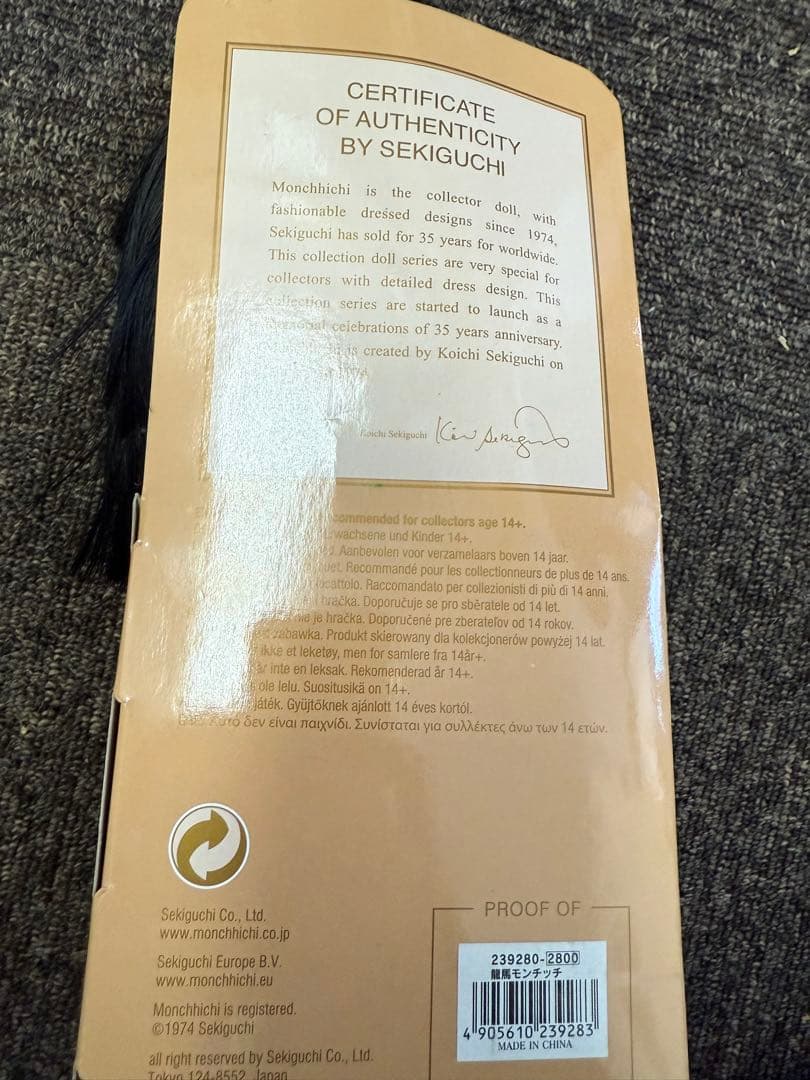 CERTIFICATE
OF AUTHENTICITY
BY SEKIGUCHI
Monchhichi is the collector doll, with
fashionable dressed designs since 1974,
Sekiguchi has sold for 35 years for worldwide.
This collection doll series are very special for
collectors with detailed dress design. This
collection series are started to launch as a
celebrations of 35 years anniversary.
is created by Koichi Sekiguchi on
Koichi Sekiguchi
recommended for collectors age 14+.
Erwachsene und Kinder 14+.
Aanbevolen voor verzamelaars boven 14 jaar.
Recommandé pour les collectionneurs de plus de 14 ans.
Raccomandato per collezionisti di più di 14 anni.
hračka. Doporučuje se pro sběratele od 14 let.
nie je hračka. Doporučené pre zberateľov od 14 rokov.
zabawka. Produkt skierowany dla kolekcjonerów powyżej 14 lat.
ikke et leketøy, men for samlere fra 14år+.
är inte en leksak. Rekomenderad år 14+.
ole lelu. Suositusikä on 14+.
játék. Gyüjtőknek ajánlott 14 éves kortól.
Αυτό δεν είναι παιχνίδι. Συνίσταται για συλλέκτες άνω των 14 ετών.
Sekiguchi Co., Ltd.
www.monchhichi.co.jp
Sekiguchi Europe B.V.
www.monchhichi.eu
Monchhichi is registered.
©1974 Sekiguchi
all right reserved by Sekiguchi Co., Ltd.
Tokyo 124-8552, Japan
PROOF OF
239280-2800
龍馬モンチッチ
4 905610 239283
MADE IN CHINA